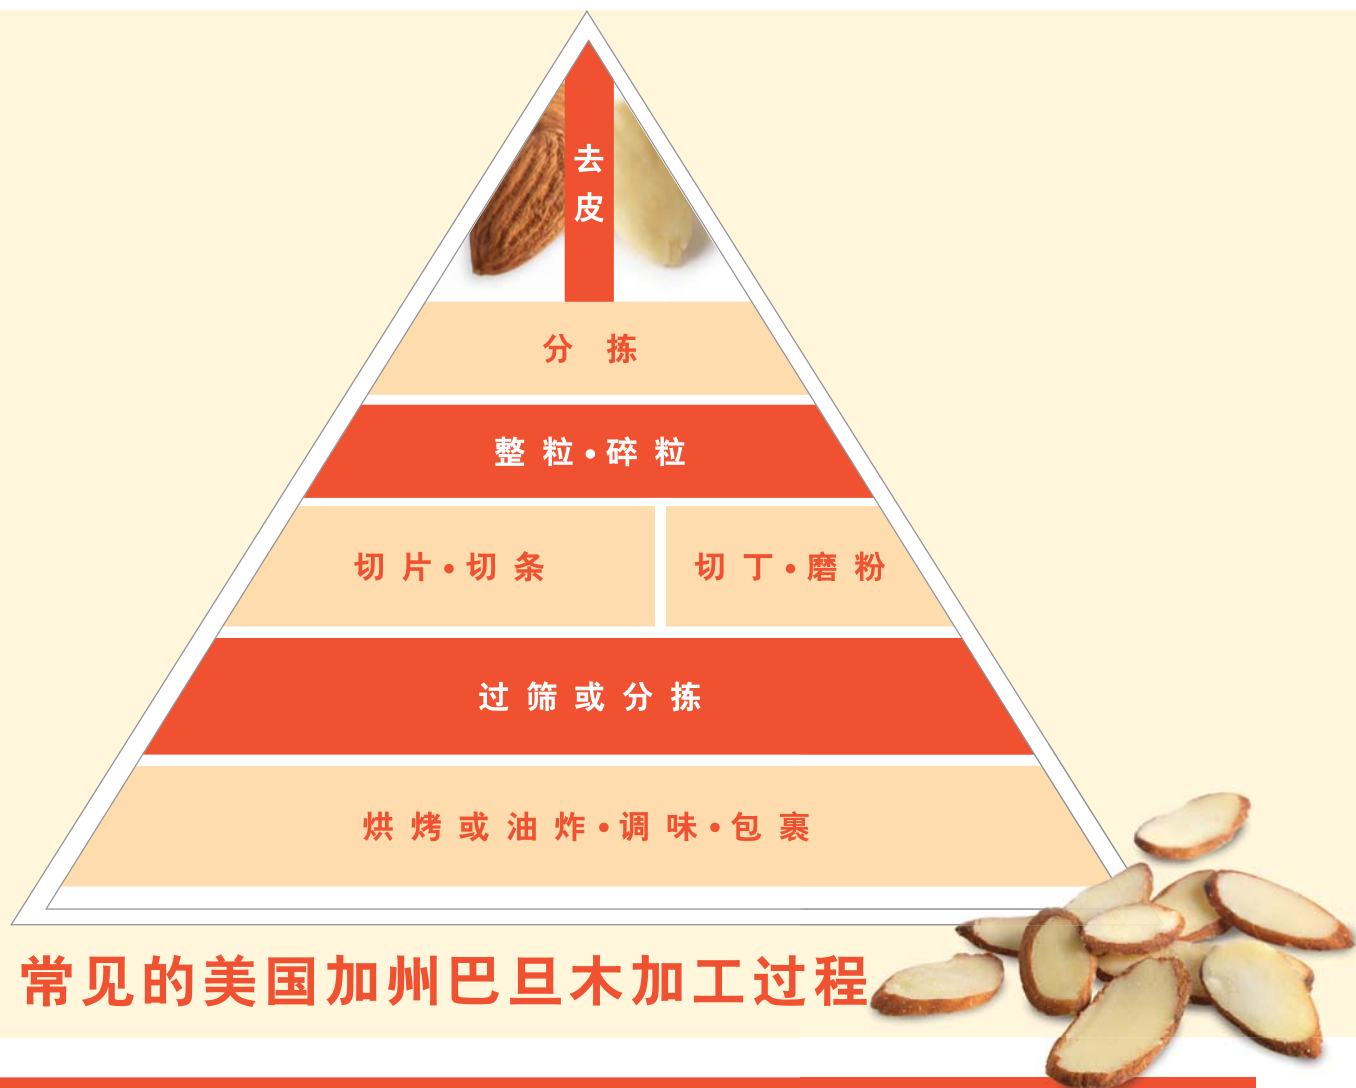 去皮
分拣
整粒•碎粒
切片•切条
切丁•磨粉
过筛或分拣
烘烤或油炸•调味•包裹
常见的美国加州巴旦木加工过程